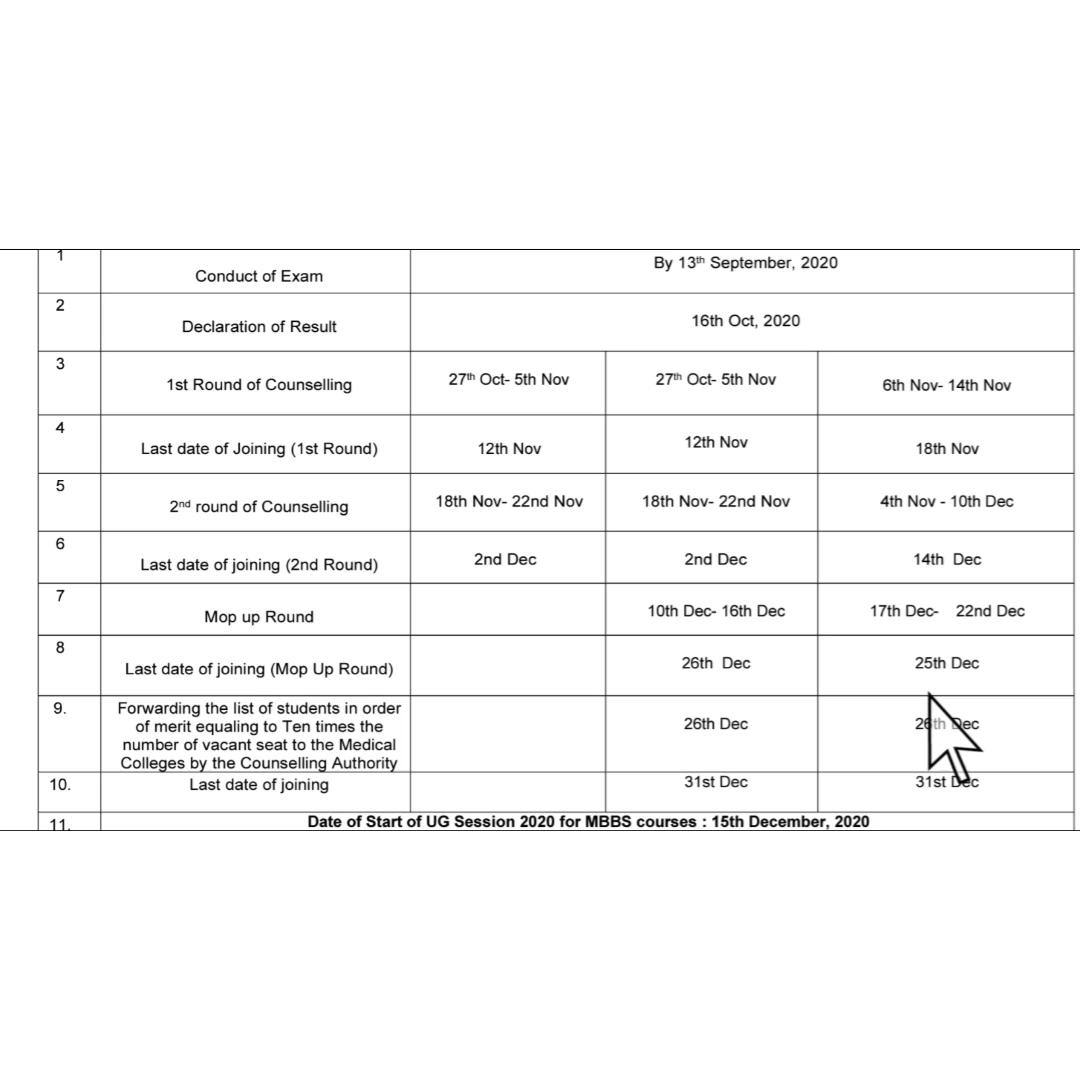 1
Conduct of Exam
By 13th September, 2020
2
Declaration of Result
16th Oct, 2020
3
1st Round of Counselling
27th Oct- 5th Nov
27th Oct- 5th Nov
6th Nov- 14th Nov
4
Last date of Joining (1st Round)
12th Nov
12th Nov
18th Nov
5
2nd round of Counselling
18th Nov- 22nd Nov
18th Nov- 22nd Nov
4th Nov - 10th Dec
6
Last date of joining (2nd Round)
2nd Dec
2nd Dec
14th Dec
7
Mop up Round
10th Dec- 16th Dec
17th Dec- 22nd Dec
8
Last date of joining (Mop Up Round)
26th Dec
25th Dec
9.
Forwarding the list of students in order
of merit equaling to Ten times the
number of vacant seat to the Medical
Colleges by the Counselling Authority
26th Dec
26th Dec
10.
Last date of joining
31st Dec
31st Dec
11.
Date of Start of UG Session 2020 for MBBS courses : 15th December, 2020